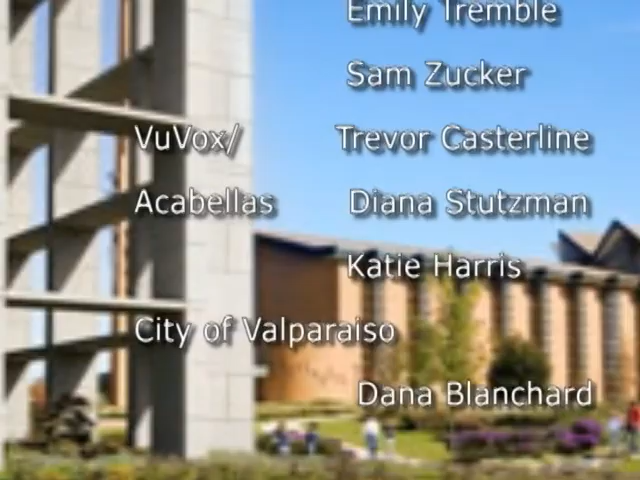 Emily Tremble
Sam Zucker
VuVox/ Trevor Casterline
Acabellas Diana Stutzman
Katie Harris
City of Valparaiso
Dana Blanchard